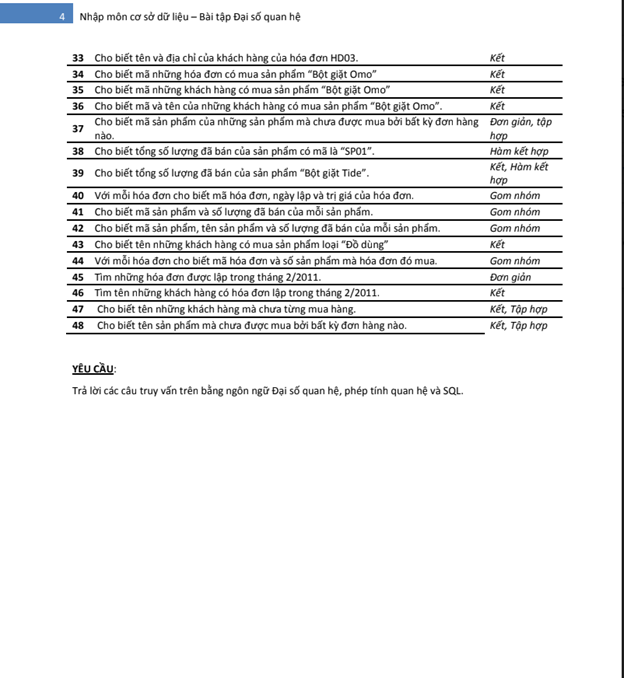 4 Nhập môn cơ sở dữ liệu – Bài tập Đại số quan hệ
33 Cho biết tên và địa chỉ của khách hàng của hóa đơn HD03. Kết
34 Cho biết mã những hóa đơn có mua sản phẩm “Bột giặt Omo” Kết
35 Cho biết mã những khách hàng có mua sản phẩm “Bột giặt Omo” Kết
36 Cho biết mã và tên của những khách hàng có mua sản phẩm “Bột giặt Omo”. Kết
37 Cho biết mã sản phẩm của những sản phẩm mà chưa được mua bởi bất kỳ đơn hàng Đơn giản, tập
nào. hợp
38 Cho biết tổng số lượng đã bán của sản phẩm có mã là “SP01”. Hàm kết hợp
39 Cho biết tổng số lượng đã bán của sản phẩm “Bột giặt Tide”. Kết, Hàm kết
hợp
40 Với mỗi hóa đơn cho biết mã hóa đơn, ngày lập và trị giá của hóa đơn. Gom nhóm
41 Cho biết mã sản phẩm và số lượng đã bán của mỗi sản phẩm. Gom nhóm
42 Cho biết mã sản phẩm, tên sản phẩm và số lượng đã bán của mỗi sản phẩm. Gom nhóm
43 Cho biết tên những khách hàng có mua sản phẩm loại “Đồ dùng” Kết
44 Với mỗi hóa đơn cho biết mã hóa đơn và số sản phẩm mà hóa đơn đó mua. Gom nhóm
45 Tìm những hóa đơn được lập trong tháng 2/2011. Đơn giản
46 Tìm tên những khách hàng có hóa đơn lập trong tháng 2/2011. Kết
47 Cho biết tên những khách hàng mà chưa từng mua hàng. Kết, Tập hợp
48 Cho biết tên sản phẩm mà chưa được mua bởi bất kỳ đơn hàng nào. Kết, Tập hợp
YÊU CẦU:
Trả lời các câu truy vấn trên bằng ngôn ngữ Đại số quan hệ, phép tính quan hệ và SQL.